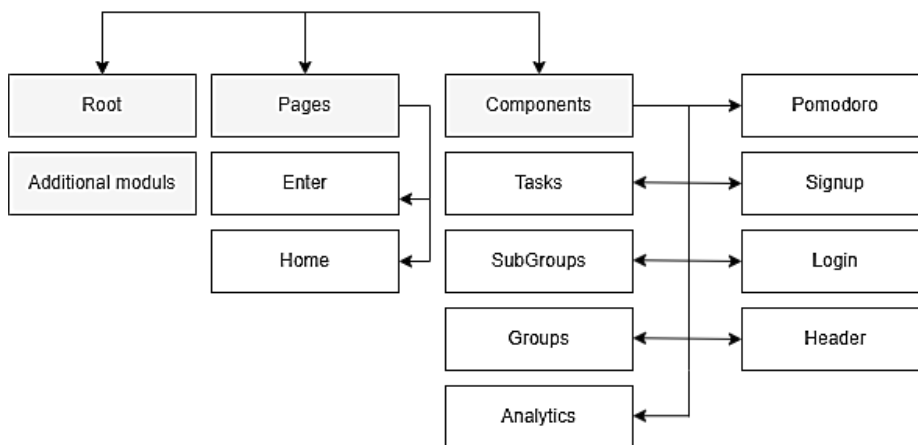 Root
Pages
Components
Pomodoro
Additional moduls
Enter
Tasks
Signup
Home
SubGroups
Login
Groups
Header
Analytics